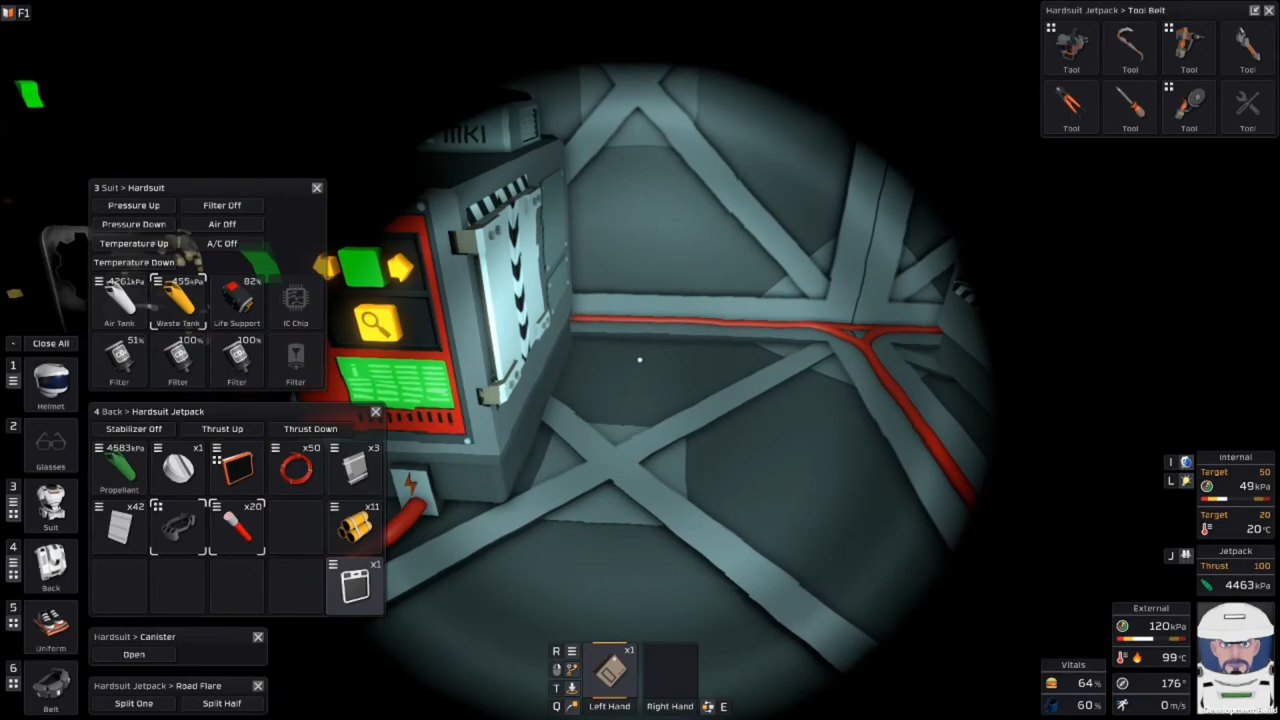 F1
Hardsuit Jetpack > Tool Belt
Tool Tool Tool Tool
Tool Tool Tool Tool
MK1
3 Suit > Hardsuit
Pressure Up Filter Off
Pressure Down Air Off
Temperature Up A/C Off
Temperature Down
4261kPa 455kPa 82%
Air Tank Waste Tank Life Support IC Chip
51% 100% 100%
Filter Filter Filter Filter
Close All
1 Helmet
2 Glasses
3 Suit
4 Back
5 Uniform
6 Belt
4 Back > Hardsuit Jetpack
Stabilizer Off Thrust Up Thrust Down
4583kPa x1 x50 x3
Propellant
x42 x20 x11
x1
Hardsuit > Canister
Open
Hardsuit Jetpack > Road Flare
Split One Split Half
R
T
Q
x1
Left Hand Right Hand E
I
L
Internal
Target 50
49kPa
Target 20
20°C
J
Jetpack
Thrust 100
4463kPa
External
120kPa
99°C
176°
0m/s
Vitals
64%
60%